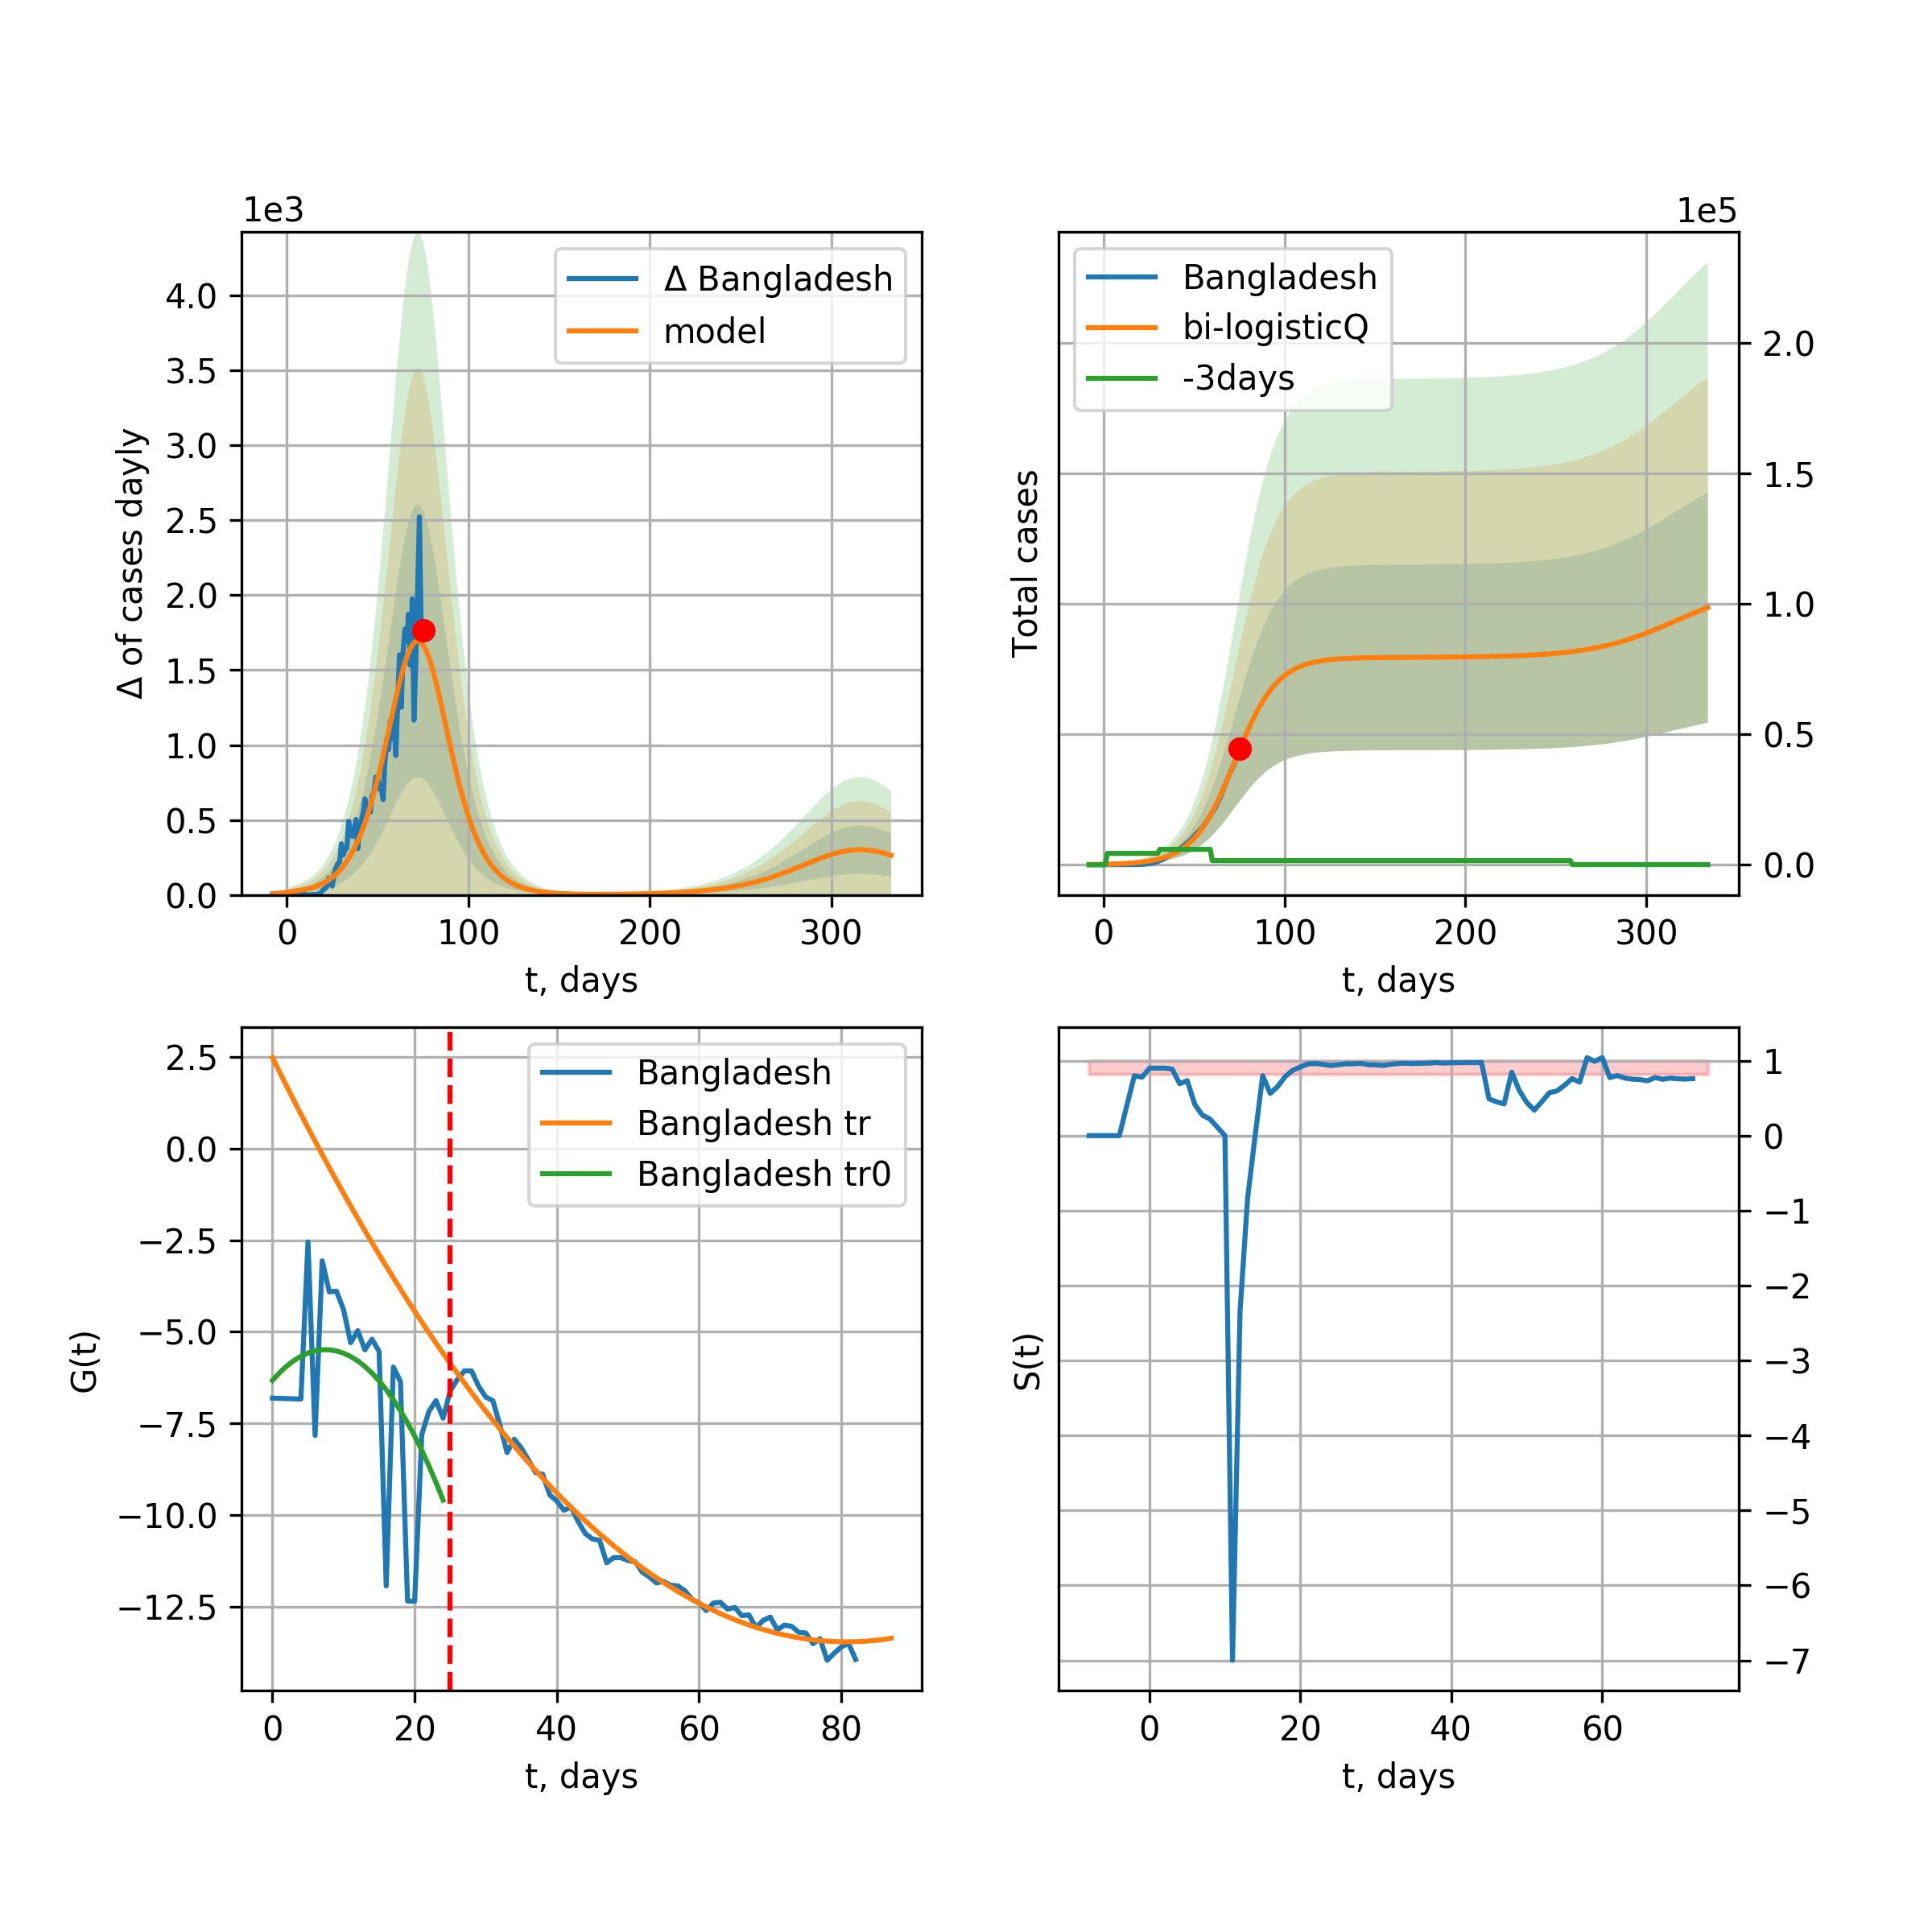 1e3
Δ of cases dayly
4.0
3.5
3.0
2.5
2.0
1.5
1.0
0.5
0.0
Δ Bangladesh
model
0 100 200 300
t, days
1e5
Total cases
Bangladesh
bi-logisticQ
-3days
2.0
1.5
1.0
0.5
0.0
0 100 200 300
t, days
G(t)
2.5
0.0
−2.5
−5.0
−7.5
−10.0
−12.5
Bangladesh
Bangladesh tr
Bangladesh tr0
0 20 40 60 80
t, days
S(t)
1
0
−1
−2
−3
−4
−5
−6
−7
0 20 40 60
t, days